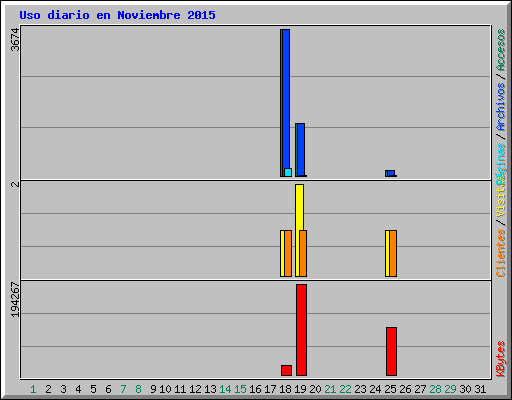 Uso diario en Noviembre 2015
3674
2
194267
Accesos / Archivos / Páginas
Visitas / Clientes
KBytes
1 2 3 4 5 6 7 8 9 10 11 12 13 14 15 16 17 18 19 20 21 22 23 24 25 26 27 28 29 30 31